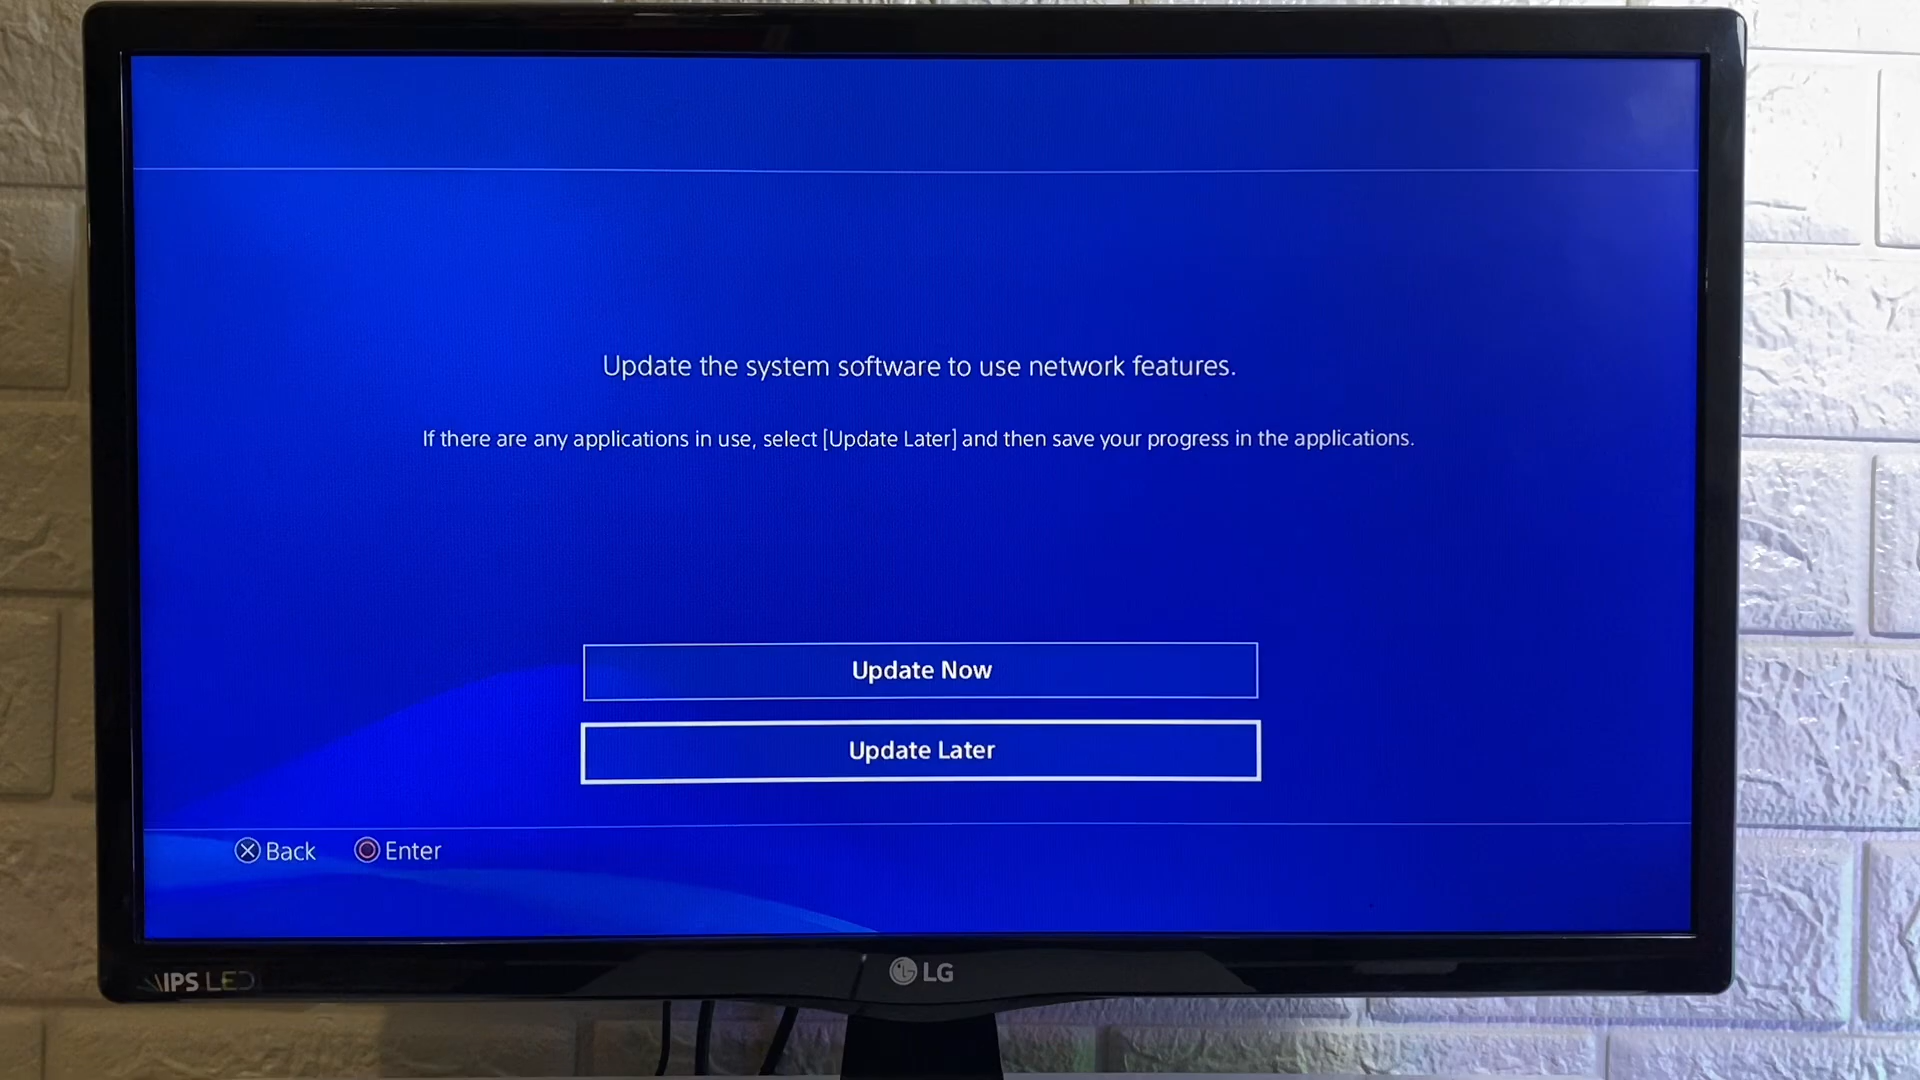 Update the system software to use network features.
If there are any applications in use, select [Update Later] and then save your progress in the applications.
Update Now
Update Later
Back
Enter
IPS LED
LG